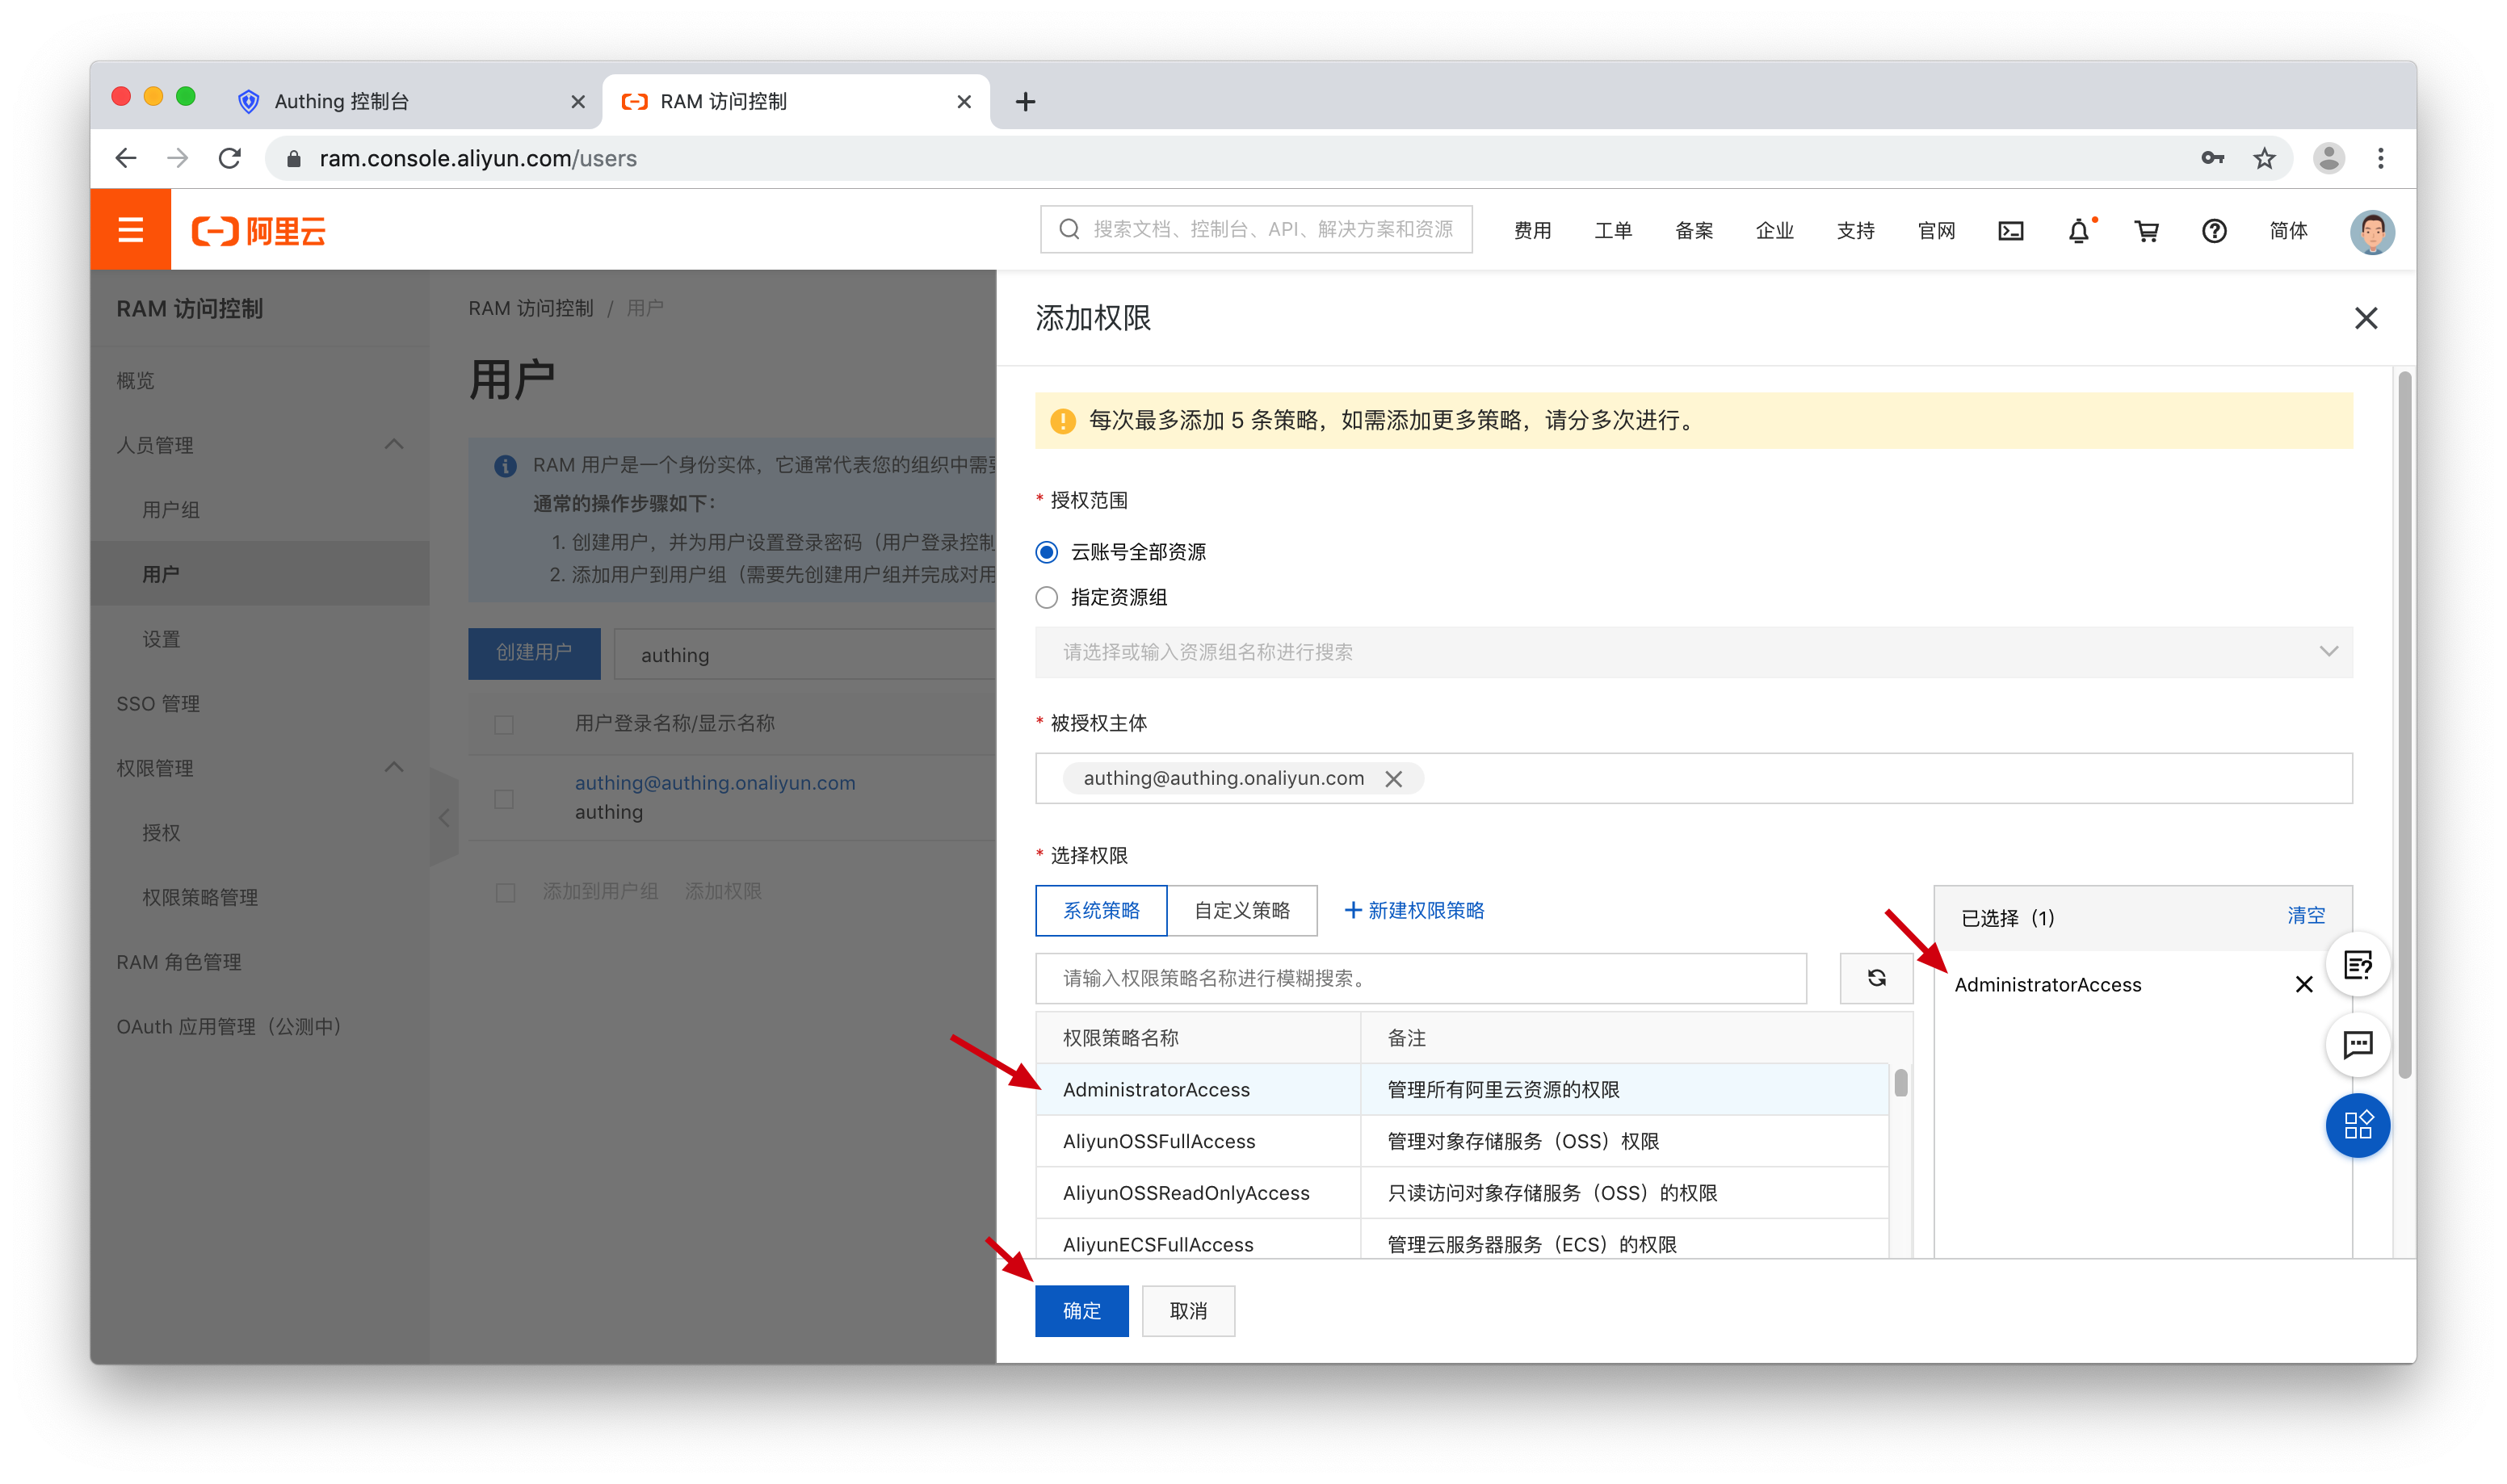 Authing 控制台
RAM 访问控制
ram.console.aliyun.com/users
阿里云
搜索文档、控制台、API、解决方案和资源
费用
工单
备案
企业
支持
官网
简体
RAM 访问控制
概览
人员管理
用户组
用户
设置
SSO 管理
权限管理
授权
权限策略管理
RAM 角色管理
OAuth 应用管理（公测中）
RAM 访问控制 / 用户
用户
RAM 用户是一个身份实体，它通常代表您的组织中需
通常的操作步骤如下：
1. 创建用户，并为用户设置登录密码（用户登录控制
2. 添加用户到用户组（需要先创建用户组并完成对用
创建用户
authing
用户登录名称/显示名称
authing@authing.onaliyun.com
authing
添加到用户组
添加权限
添加权限
每次最多添加 5 条策略，如需添加更多策略，请分多次进行。
* 授权范围
云账号全部资源
指定资源组
请选择或输入资源组名称进行搜索
* 被授权主体
authing@authing.onaliyun.com
* 选择权限
系统策略
自定义策略
+ 新建权限策略
请输入权限策略名称进行模糊搜索。
权限策略名称
备注
AdministratorAccess
管理所有阿里云资源的权限
AliyunOSSFullAccess
管理对象存储服务（OSS）权限
AliyunOSSReadOnlyAccess
只读访问对象存储服务（OSS）的权限
AliyunECSFullAccess
管理云服务器服务（ECS）的权限
已选择（1）
清空
AdministratorAccess
确定
取消